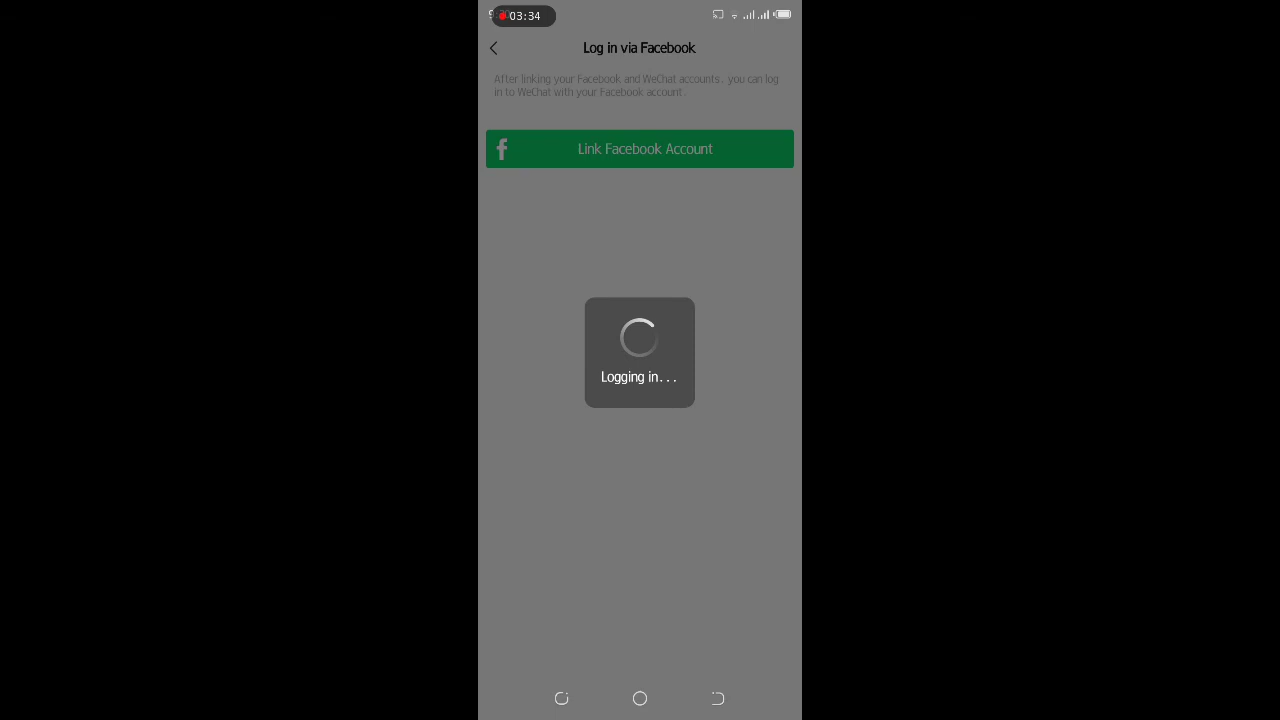 03:34
Log in via Facebook
After linking your Facebook and WeChat accounts, you can log
in to WeChat with your Facebook account.
Link Facebook Account
Logging in...